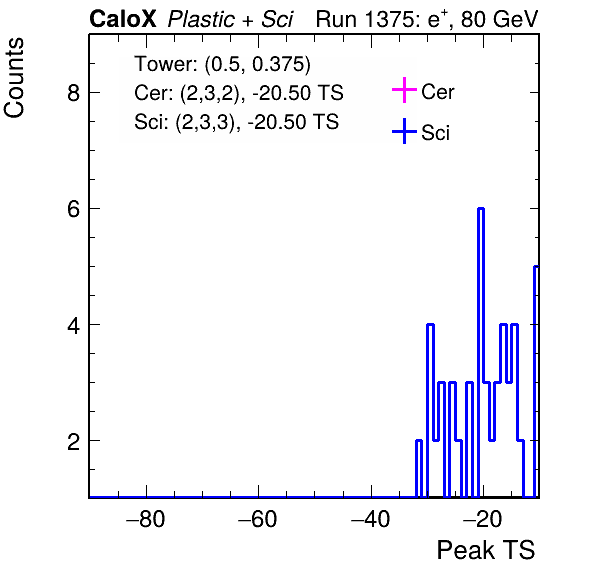 CaloX Plastic + Sci Run 1375: e+, 80 GeV
Counts
Tower: (0.5, 0.375)
Cer: (2,3,2), -20.50 TS
Sci: (2,3,3), -20.50 TS
Cer
Sci
8
6
4
2
−80 −60 −40 −20
Peak TS